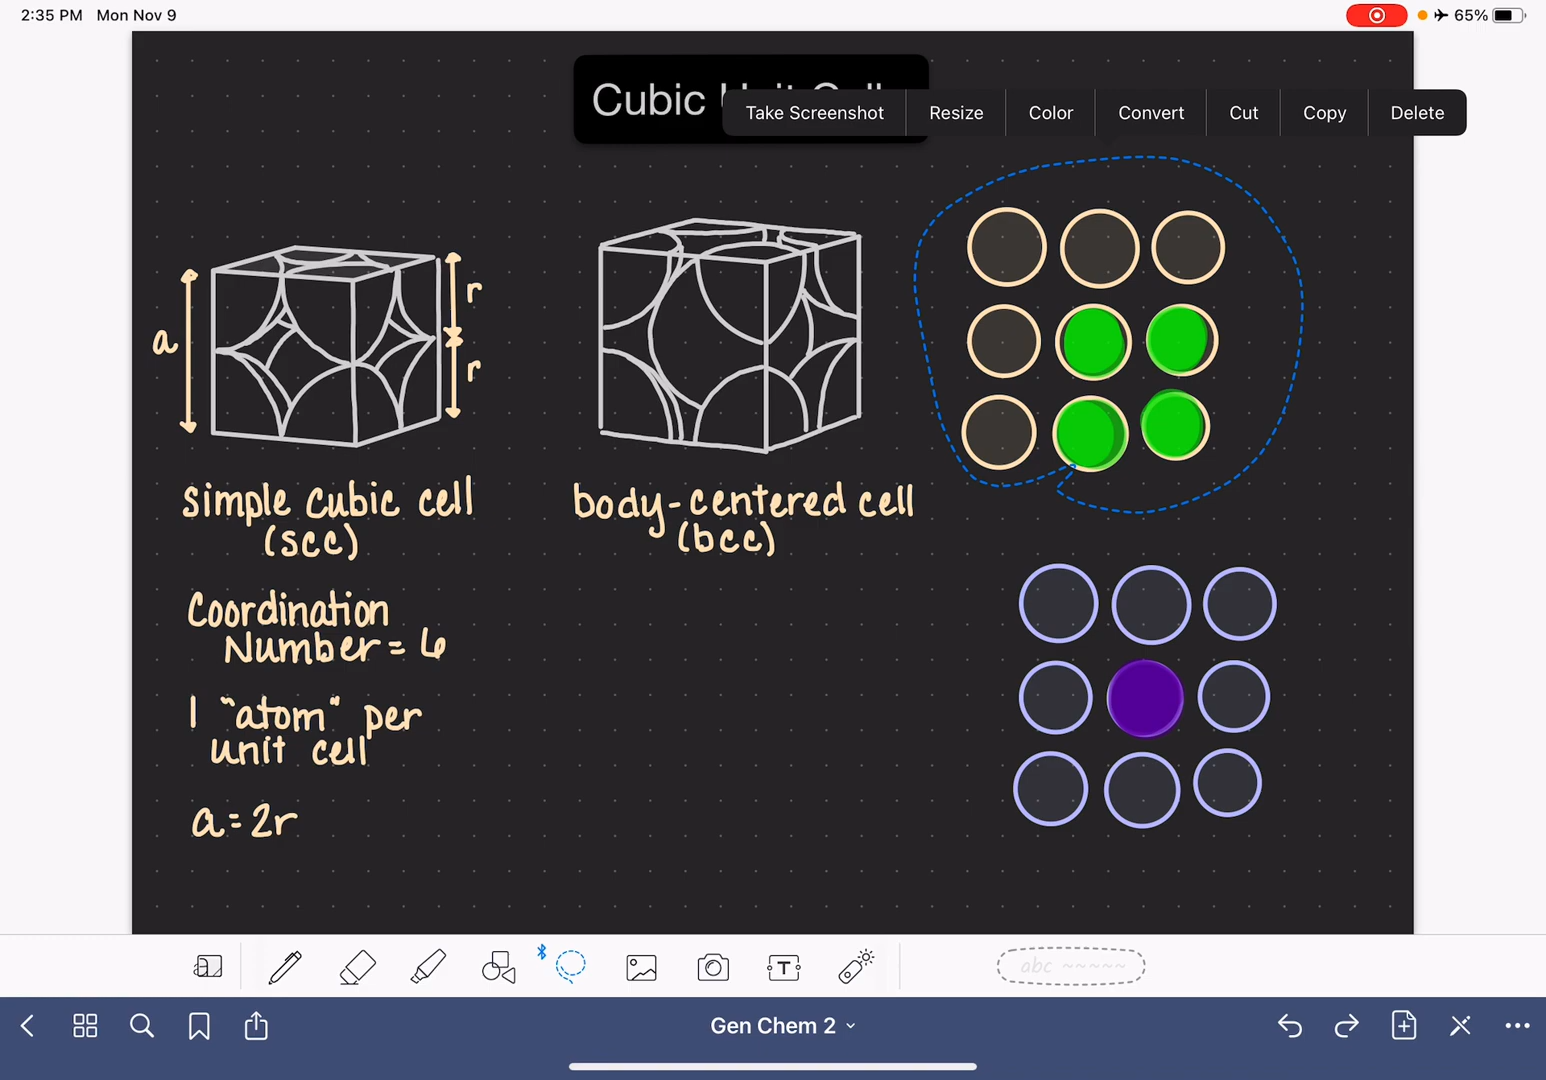 2:35 PM Mon Nov 9
65%
Cubic
Take Screenshot
Resize
Color
Convert
Cut
Copy
Delete
a
r
r
simple cubic cell
(scc)
body-centered cell
(bcc)
Coordination
Number = 6
1 "atom" per
unit cell
a = 2r
abc
T
Gen Chem 2